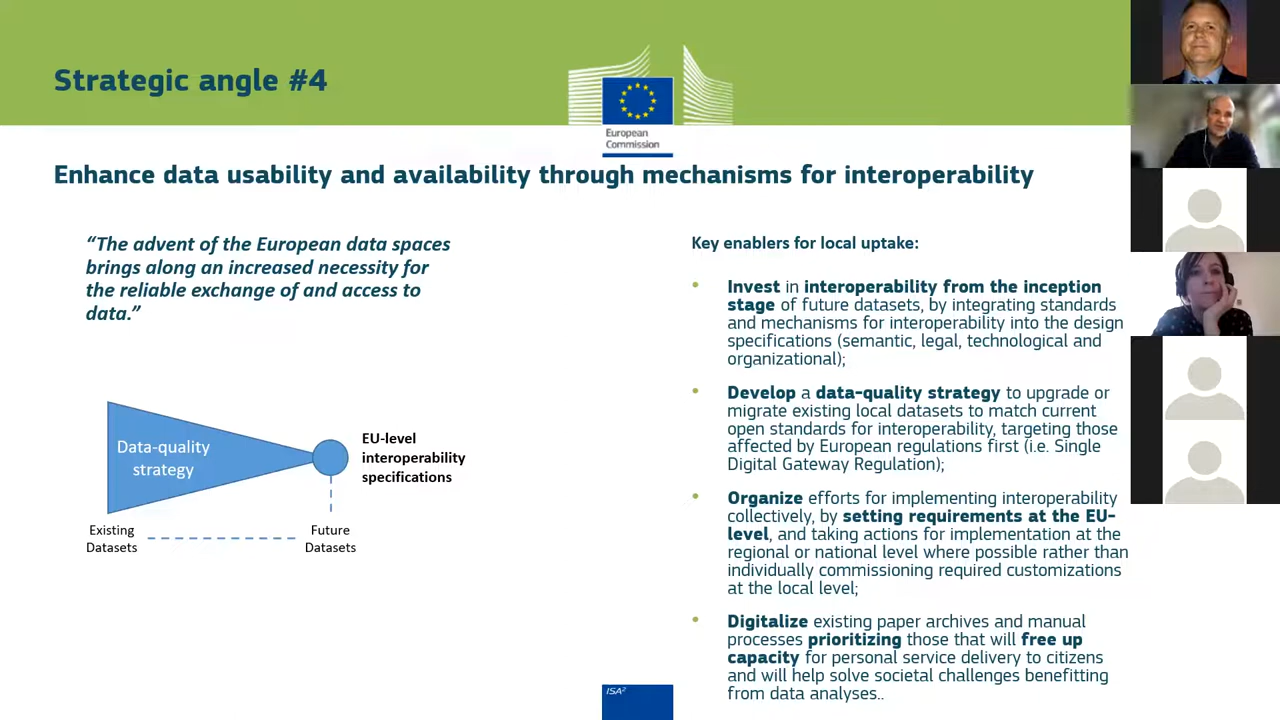 Strategic angle #4
European
Commission
Enhance data usability and availability through mechanisms for interoperability
“The advent of the European data spaces
brings along an increased necessity for
the reliable exchange of and access to
data.”
Data-quality
strategy
EU-level
interoperability
specifications
Existing
Datasets
Future
Datasets
Key enablers for local uptake:
• Invest in interoperability from the inception
stage of future datasets, by integrating standards
and mechanisms for interoperability into the design
specifications (semantic, legal, technological and
organizational);
• Develop a data-quality strategy to upgrade or
migrate existing local datasets to match current
open standards for interoperability, targeting those
affected by European regulations first (i.e. Single
Digital Gateway Regulation);
• Organize efforts for implementing interoperability
collectively, by setting requirements at the EU-
level, and taking actions for implementation at the
regional or national level where possible rather than
individually commissioning required customizations
at the local level;
• Digitalize existing paper archives and manual
processes prioritizing those that will free up
capacity for personal service delivery to citizens
and will help solve societal challenges benefitting
from data analyses..
ISA²